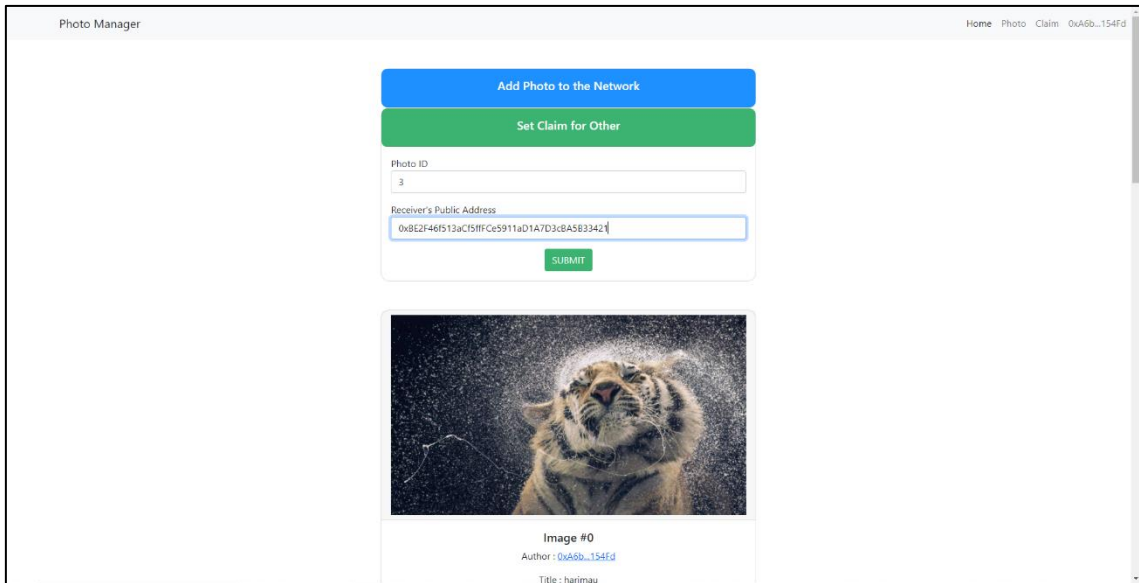 Photo Manager
Home Photo Claim 0xA6b...154Fd
Add Photo to the Network
Set Claim for Other
Photo ID
3
Receiver's Public Address
0xBE2F46f513aCf5ffFCe5911aD1A7D3cBA5B33421
SUBMIT
Image #0
Author : 0xA6b...154Fd
Title : harimau